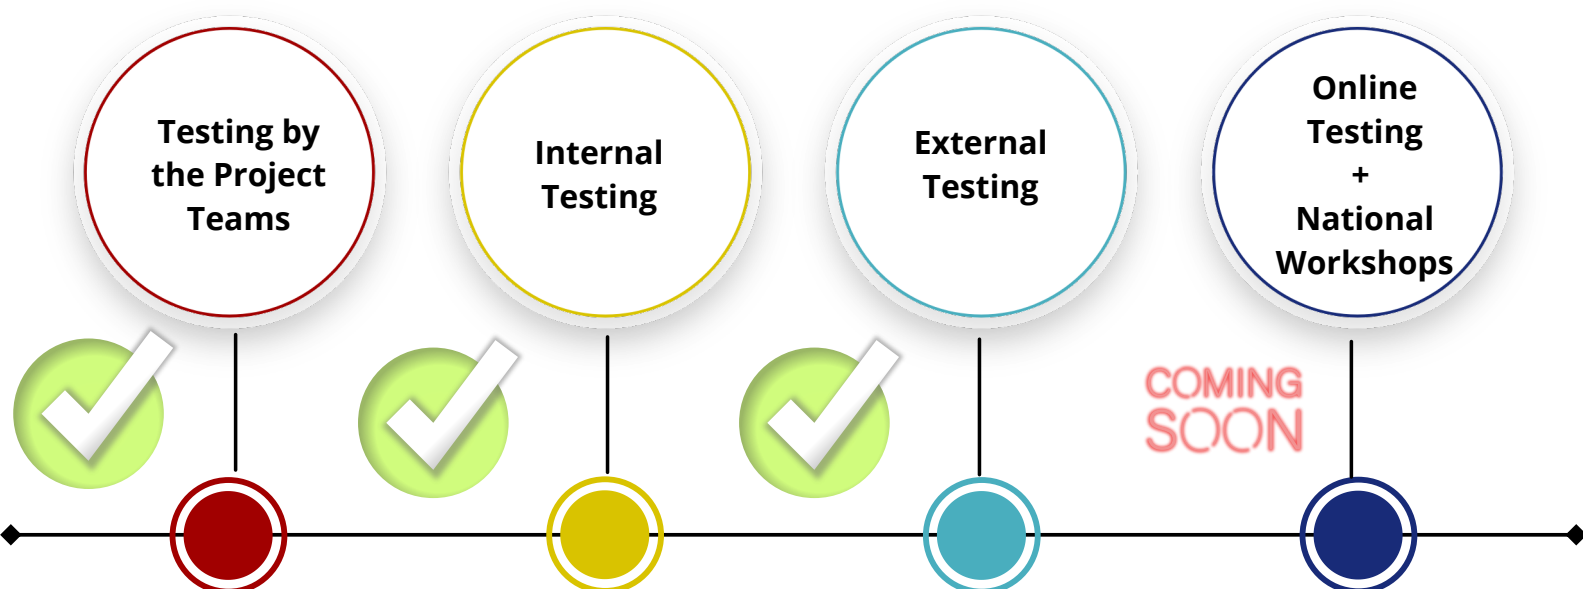 Testing by
the Project
Teams
Internal
Testing
External
Testing
Online
Testing
+
National
Workshops
COMING
SOON